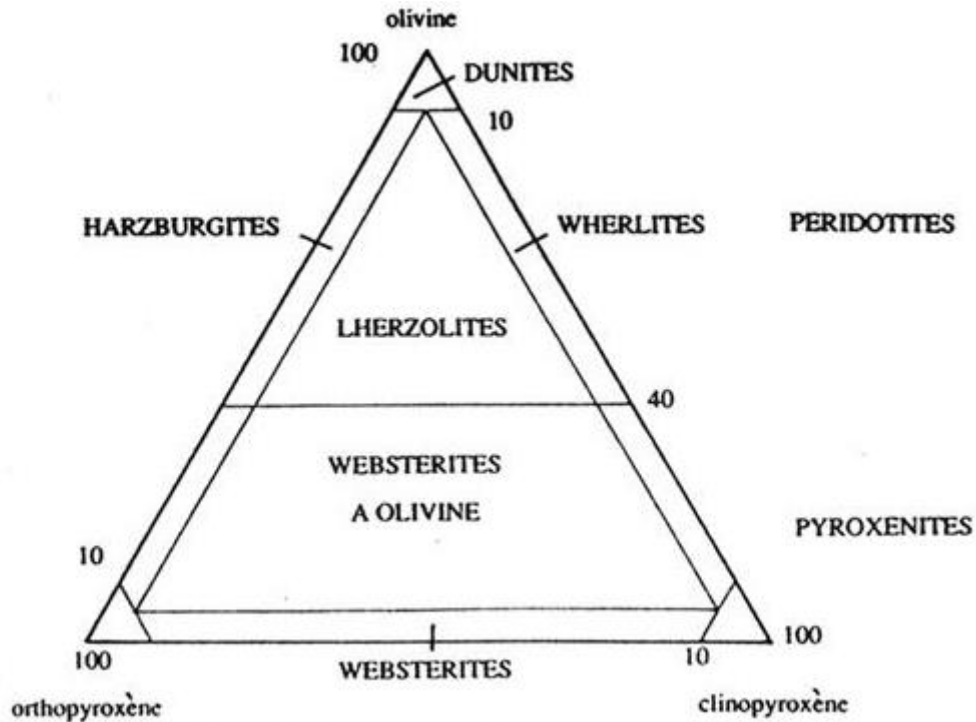 olivine
100
DUNITES
10
HARZBURGITES
WHERLITES
PERIDOTITES
LHERZOLITES
40
WEBSTERITES
A OLIVINE
PYROXENITES
10
100
100
WEBSTERITES
10
orthopyroxène
clinopyroxène